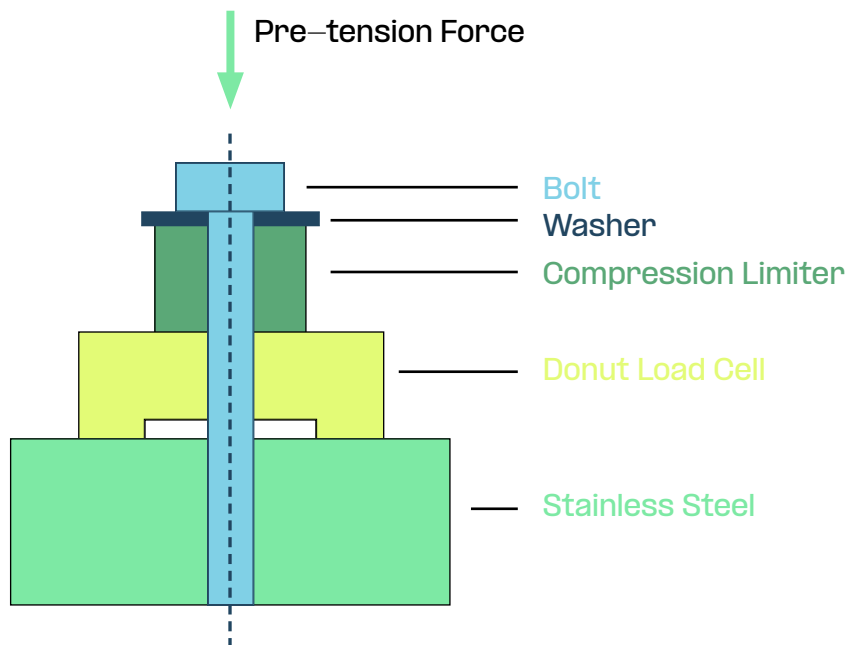 Pre-tension Force
Bolt
Washer
Compression Limiter
Donut Load Cell
Stainless Steel